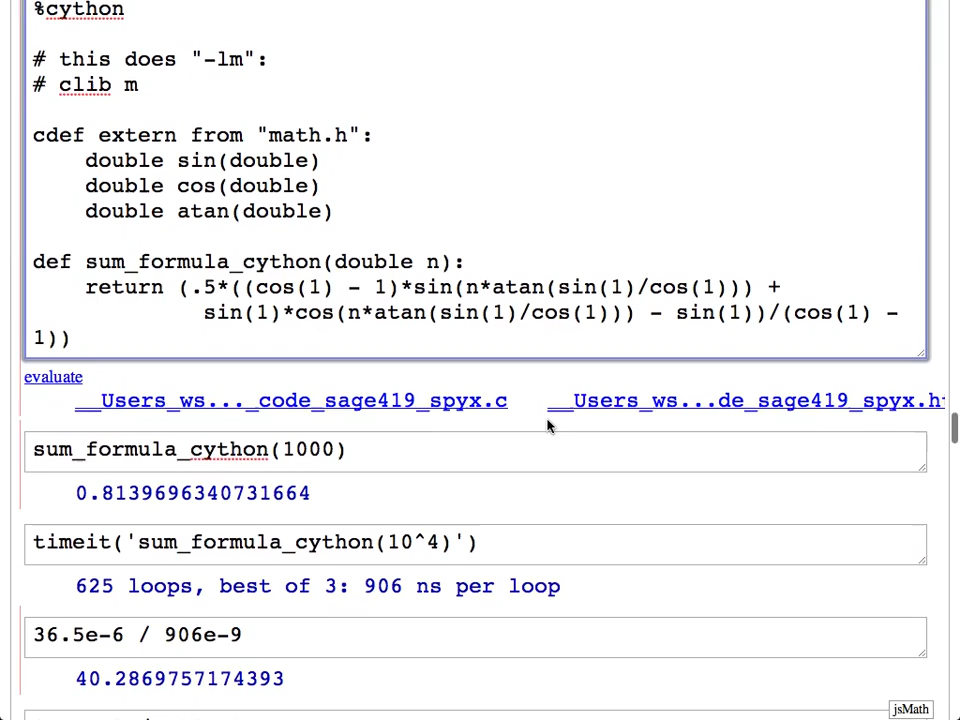 %cython
# this does "-lm":
# clib m
cdef extern from "math.h":
double sin(double)
double cos(double)
double atan(double)
def sum_formula_cython(double n):
return (.5*((cos(1) - 1)*sin(n*atan(sin(1)/cos(1))) +
sin(1)*cos(n*atan(sin(1)/cos(1))) - sin(1))/(cos(1) -
1))
evaluate
__Users_ws..._code_sage419_spyx.c __Users_ws...de_sage419_spyx.h
sum_formula_cython(1000)
0.8139696340731664
timeit('sum_formula_cython(10^4)')
625 loops, best of 3: 906 ns per loop
36.5e-6 / 906e-9
40.2869757174393
jsMath